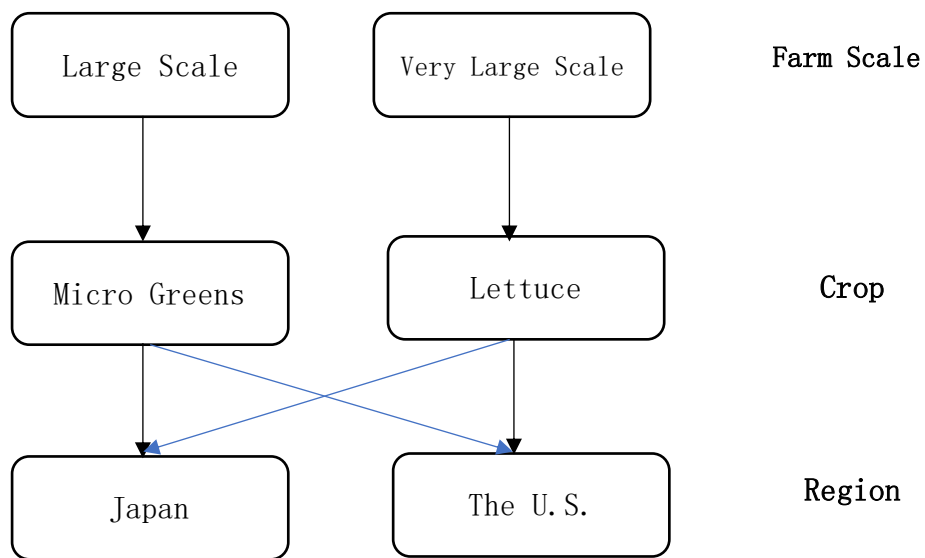 Large Scale
Very Large Scale
Farm Scale
Micro Greens
Lettuce
Crop
Japan
The U.S.
Region